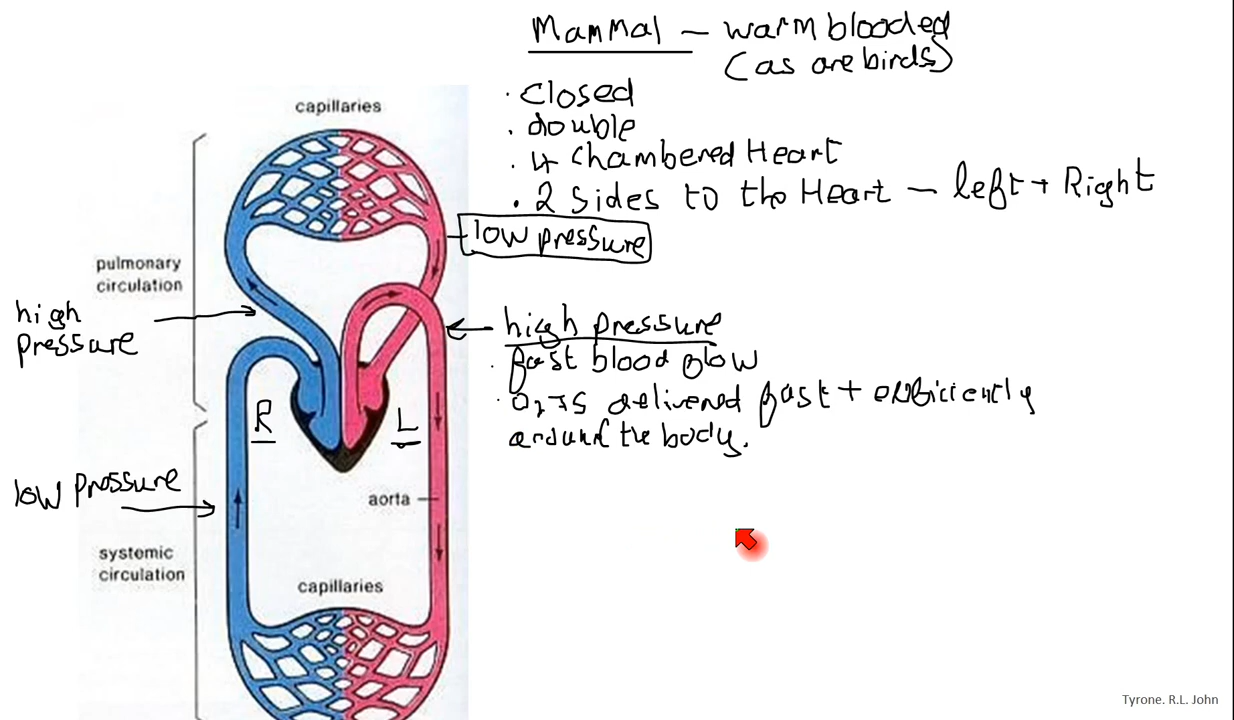 Mammal – warm blooded
(as are birds)
· closed
· double
· 4 chambered Heart
· 2 sides to the Heart – left + Right
capillaries
low pressure
pulmonary
circulation
high
pressure
high pressure
· fast blood flow
· O2 is delivered fast + efficiently
around the body.
R
L
low pressure
aorta
systemic
circulation
capillaries
Tyrone. R.L. John